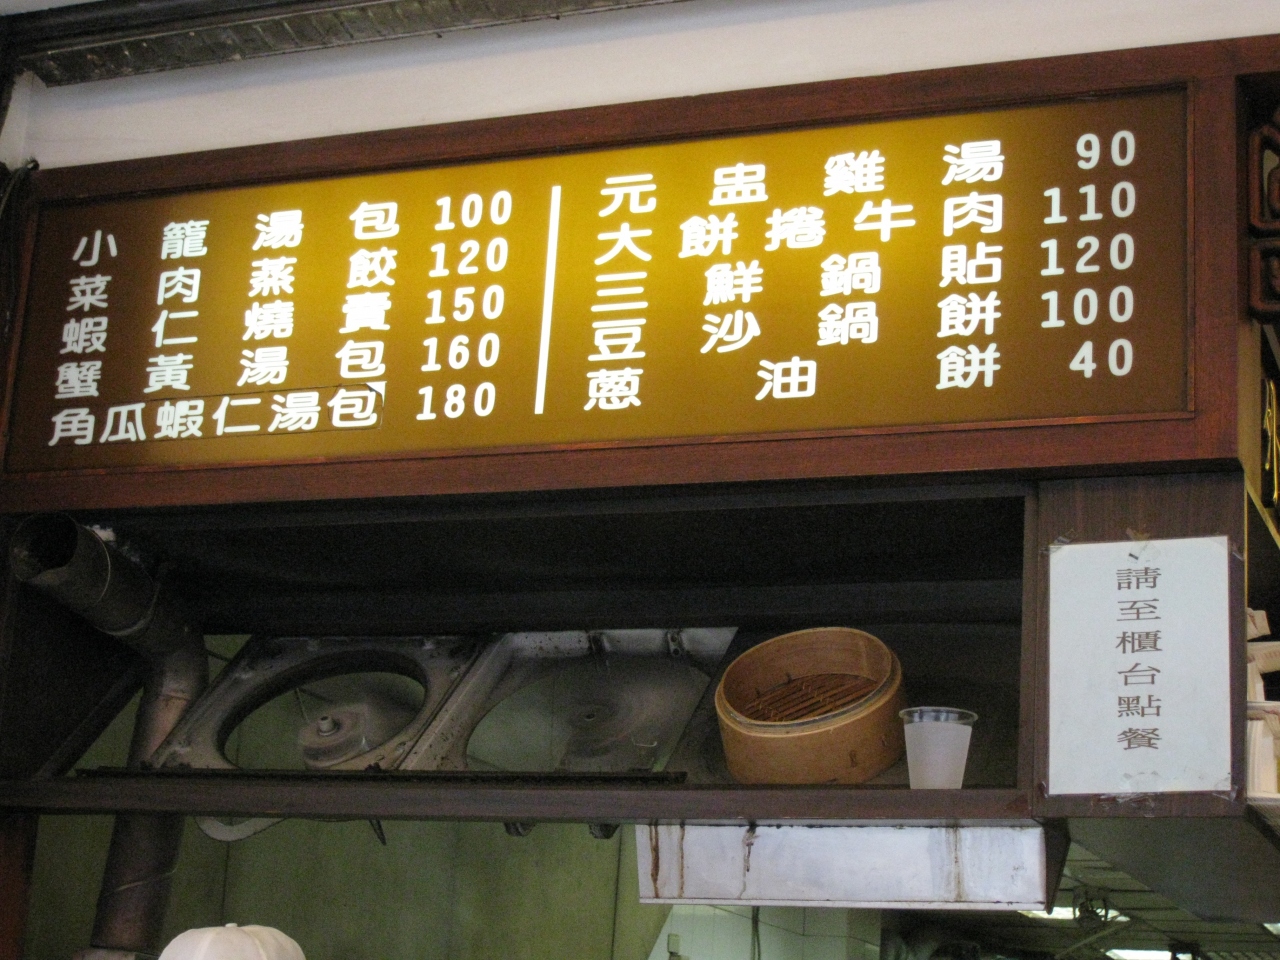 小籠湯包 100
菜肉蒸餃 120
蝦仁燒賣 150
蟹黃湯包 160
角瓜蝦仁湯包 180
元盅雞湯 90
大餅捲牛肉 110
三鮮鍋貼 120
豆沙鍋餅 100
蔥油餅 40
請至櫃台點餐